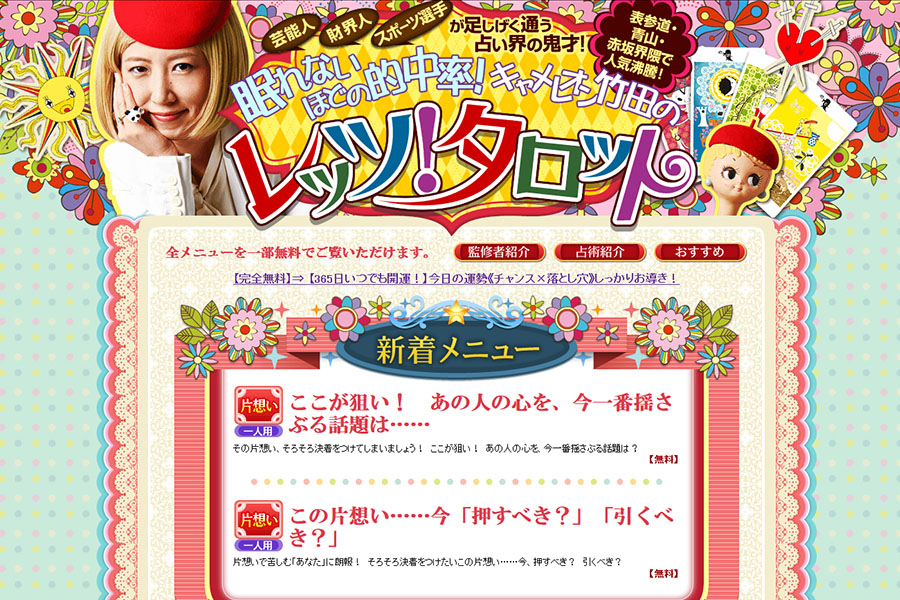 芸能人
財界人
スポーツ選手
が足しげく通う
占い界の鬼才!
表参道・
青山・
赤坂界隈で
人気沸騰!
眠れない
ほどの的中率!キャメレオン竹田の
レッツ!タロット
全メニューを一部無料でご覧いただけます。
監修者紹介
占術紹介
おすすめ
【完全無料】⇒【365日いつでも開運!】今日の運勢《チャンス×落とし穴》しっかりお導き!
新着メニュー
片想い
一人用
ここが狙い! あの人の心を、今一番揺さ
ぶる話題は……
その片想い、そろそろ決着をつけてしまいましょう! ここが狙い! あの人の心を、今一番揺さぶる話題は?
【無料】
片想い
一人用
この片想い……今「押すべき?」「引くべ
き?」
片想いで苦しむ「あなた」に朗報! そろそろ決着をつけたいこの片想い……今、押すべき? 引くべき?
【無料】